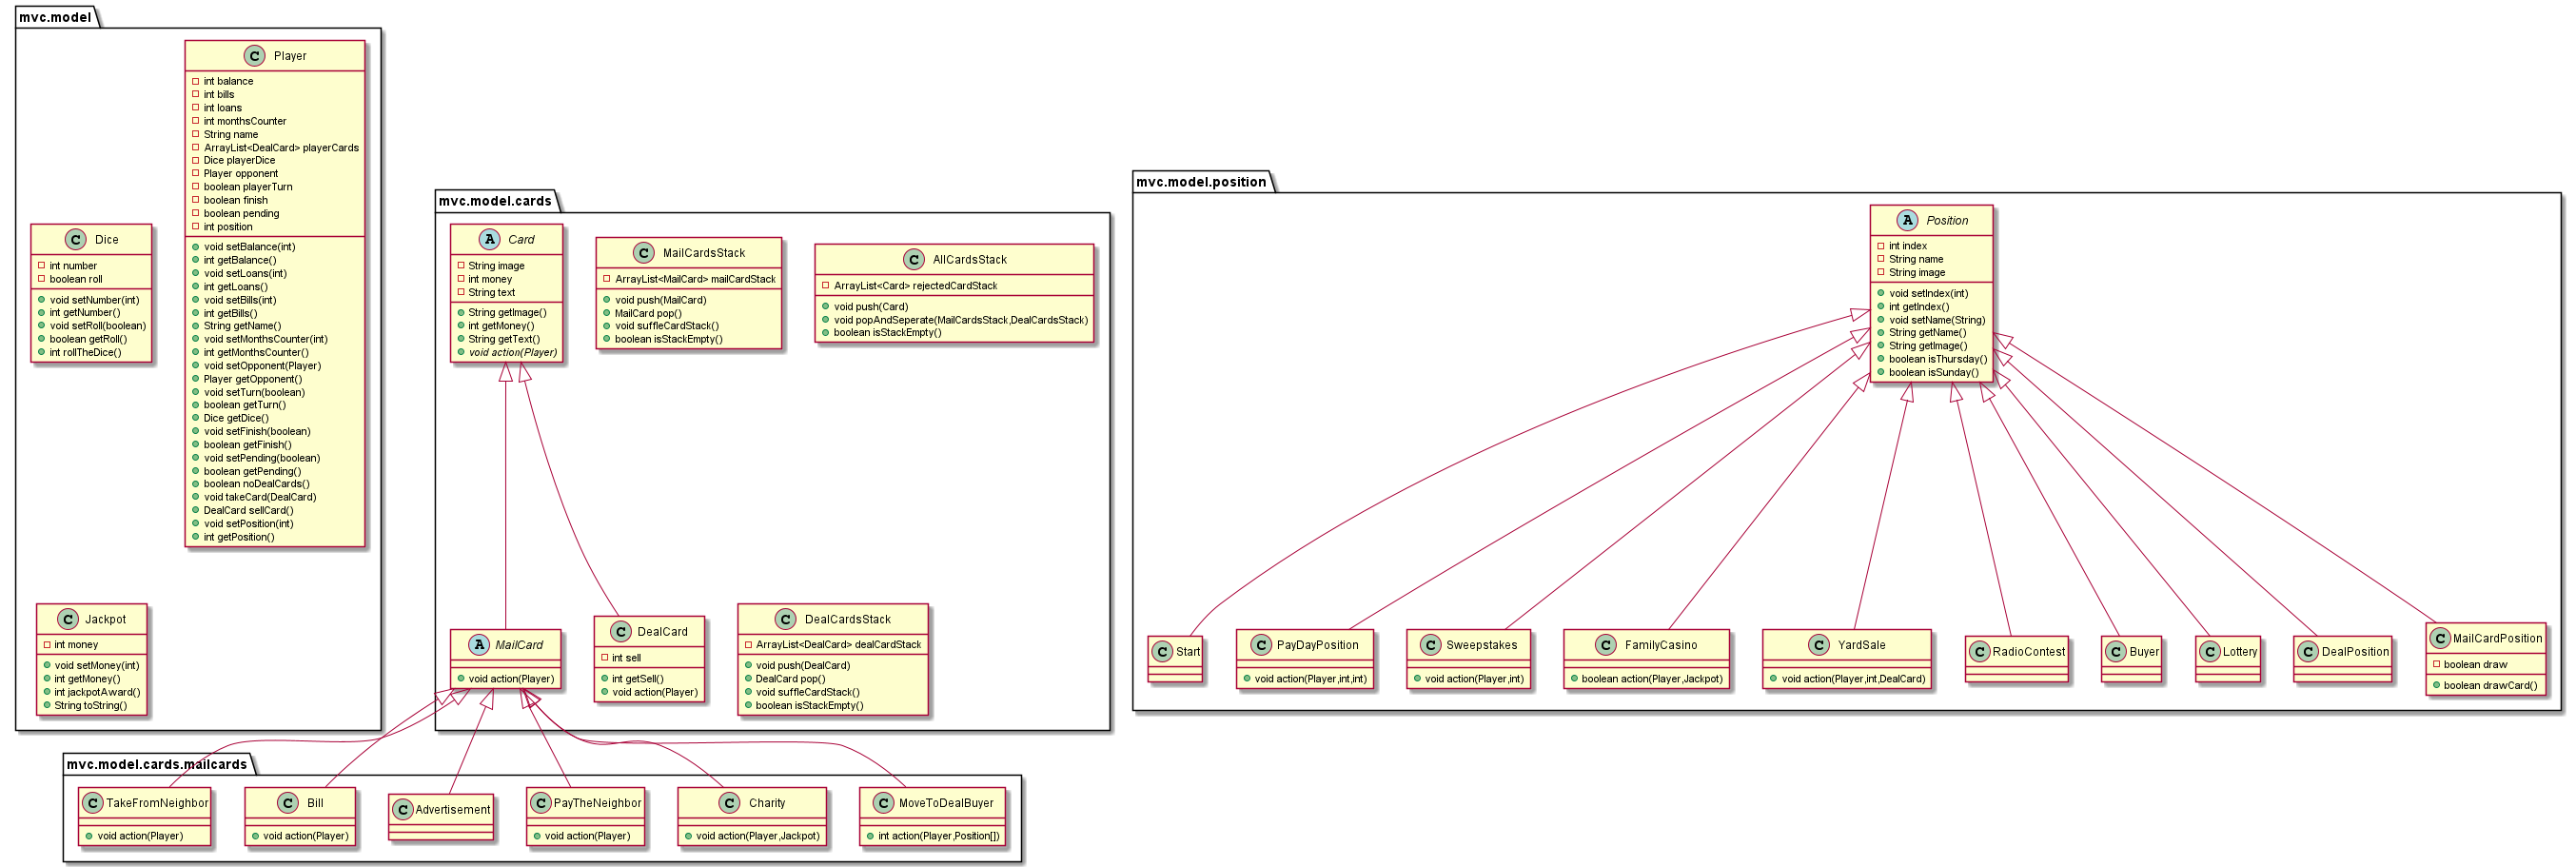 mvc.model
C Player
int balance
int bills
int loans
int monthsCounter
String name
ArrayList<DealCard> playerCards
Dice playerDice
Player opponent
boolean playerTurn
boolean finish
boolean pending
int position
void setBalance(int)
int getBalance()
void setLoans(int)
int getLoans()
void setBills(int)
int getBills()
String getName()
void setMonthsCounter(int)
int getMonthsCounter()
void setOpponent(Player)
Player getOpponent()
void setTurn(boolean)
boolean getTurn()
Dice getDice()
void setFinish(boolean)
boolean getFinish()
void setPending(boolean)
boolean getPending()
boolean noDealCards()
void takeCard(DealCard)
DealCard sellCard()
void setPosition(int)
int getPosition()
C Dice
int number
boolean roll
void setNumber(int)
int getNumber()
void setRoll(boolean)
boolean getRoll()
int rollTheDice()
C Jackpot
int money
void setMoney(int)
int getMoney()
int jackpotAward()
String toString()
mvc.model.cards
A Card
String image
int money
String text
String getImage()
int getMoney()
String getText()
void action(Player)
C MailCardsStack
ArrayList<MailCard> mailCardStack
void push(MailCard)
MailCard pop()
void suffleCardStack()
boolean isStackEmpty()
C AllCardsStack
ArrayList<Card> rejectedCardStack
void push(Card)
void popAndSeperate(MailCardsStack,DealCardsStack)
boolean isStackEmpty()
A MailCard
void action(Player)
C DealCard
int sell
int getSell()
void action(Player)
C DealCardsStack
ArrayList<DealCard> dealCardStack
void push(DealCard)
DealCard pop()
void suffleCardStack()
boolean isStackEmpty()
mvc.model.position
A Position
int index
String name
String image
void setIndex(int)
int getIndex()
void setName(String)
String getName()
String getImage()
boolean isThursday()
boolean isSunday()
C Start
C PayDayPosition
void action(Player,int,int)
C Sweepstakes
void action(Player,int)
C FamilyCasino
boolean action(Player,Jackpot)
C YardSale
void action(Player,int,DealCard)
C RadioContest
C Buyer
C Lottery
C DealPosition
C MailCardPosition
boolean draw
boolean drawCard()
mvc.model.cards.mailcards
C TakeFromNeighbor
void action(Player)
C Bill
void action(Player)
C Advertisement
C PayTheNeighbor
void action(Player)
C Charity
void action(Player,Jackpot)
C MoveToDealBuyer
int action(Player,Position[])